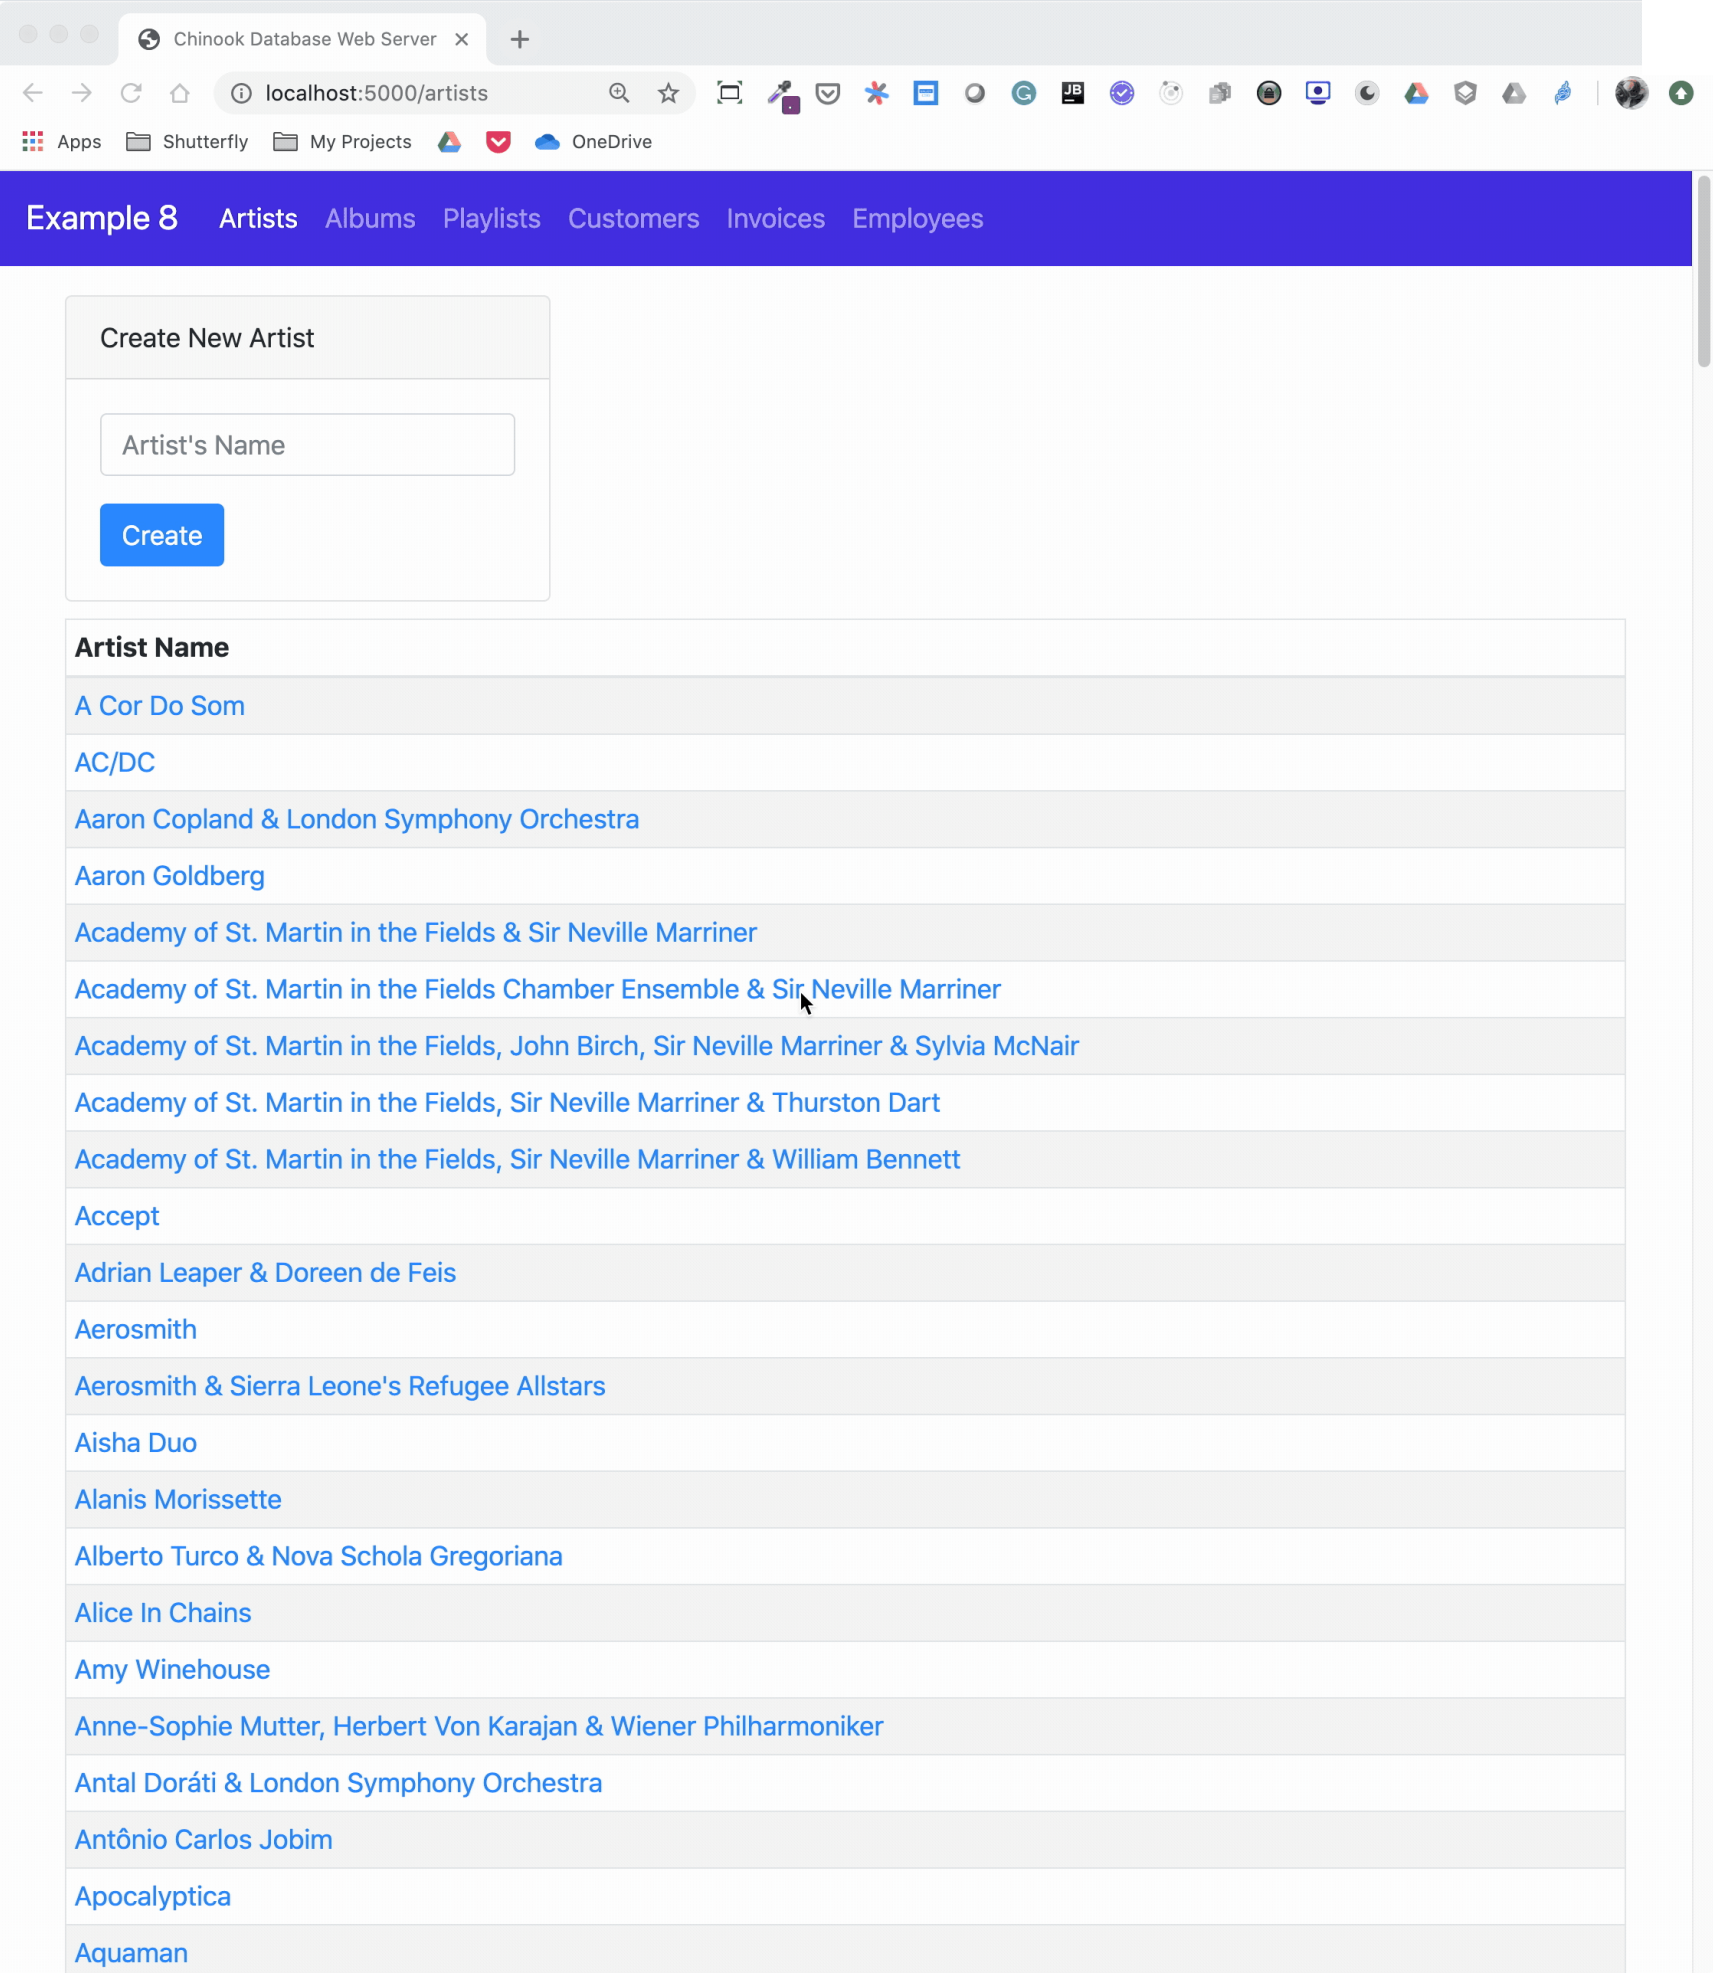 Chinook Database Web Server
localhost:5000/artists
JB
G
Apps Shutterfly My Projects OneDrive
Example 8 Artists Albums Playlists Customers Invoices Employees
Create New Artist
Artist's Name
Create
Artist Name
A Cor Do Som
AC/DC
Aaron Copland & London Symphony Orchestra
Aaron Goldberg
Academy of St. Martin in the Fields & Sir Neville Marriner
Academy of St. Martin in the Fields Chamber Ensemble & Sir Neville Marriner
Academy of St. Martin in the Fields, John Birch, Sir Neville Marriner & Sylvia McNair
Academy of St. Martin in the Fields, Sir Neville Marriner & Thurston Dart
Academy of St. Martin in the Fields, Sir Neville Marriner & William Bennett
Accept
Adrian Leaper & Doreen de Feis
Aerosmith
Aerosmith & Sierra Leone's Refugee Allstars
Aisha Duo
Alanis Morissette
Alberto Turco & Nova Schola Gregoriana
Alice In Chains
Amy Winehouse
Anne-Sophie Mutter, Herbert Von Karajan & Wiener Philharmoniker
Antal Doráti & London Symphony Orchestra
Antônio Carlos Jobim
Apocalyptica
Aquaman